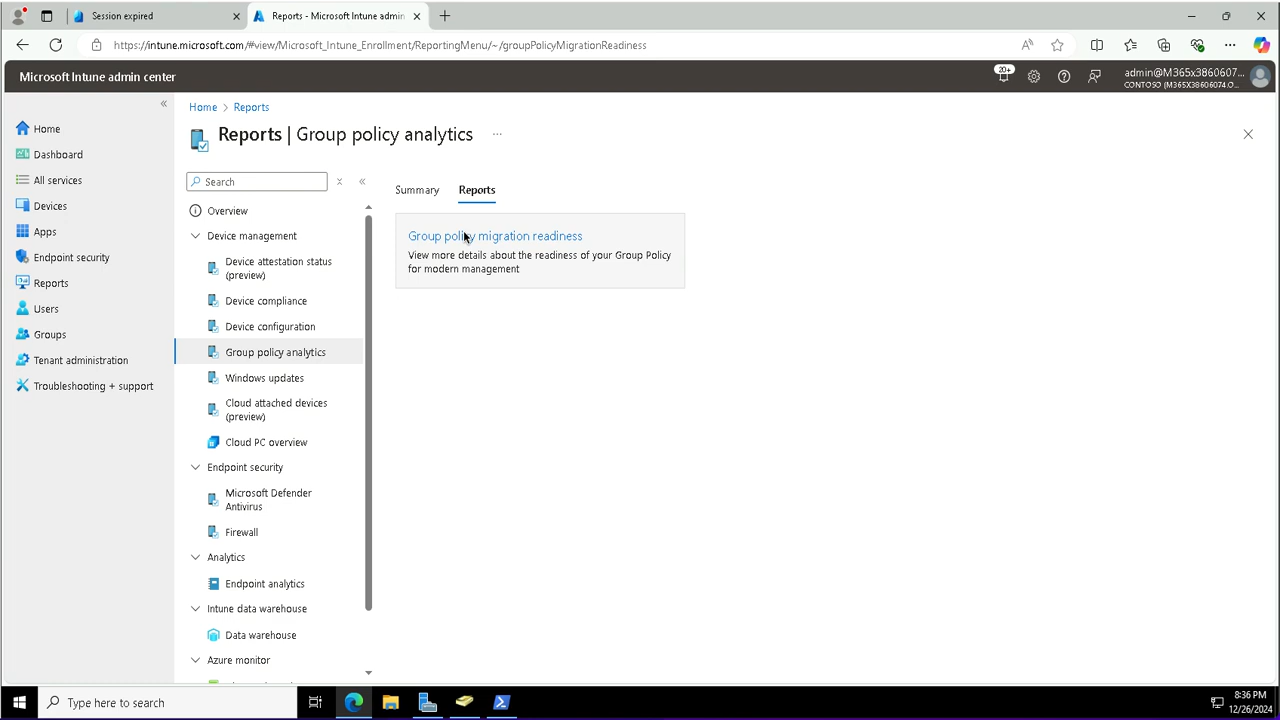 Session expired
Reports - Microsoft Intune admin
https://intune.microsoft.com/#view/Microsoft_Intune_Enrollment/ReportingMenu/~/groupPolicyMigrationReadiness
Microsoft Intune admin center
20+
admin@M365x3860607...
CONTOSO (M365X38606074.O...
Home
Dashboard
All services
Devices
Apps
Endpoint security
Reports
Users
Groups
Tenant administration
Troubleshooting + support
Home > Reports
Reports | Group policy analytics
Search
Overview
Device management
Device attestation status
(preview)
Device compliance
Device configuration
Group policy analytics
Windows updates
Cloud attached devices
(preview)
Cloud PC overview
Endpoint security
Microsoft Defender
Antivirus
Firewall
Analytics
Endpoint analytics
Intune data warehouse
Data warehouse
Azure monitor
Summary
Reports
Group policy migration readiness
View more details about the readiness of your Group Policy
for modern management
Type here to search
8:36 PM
12/26/2024